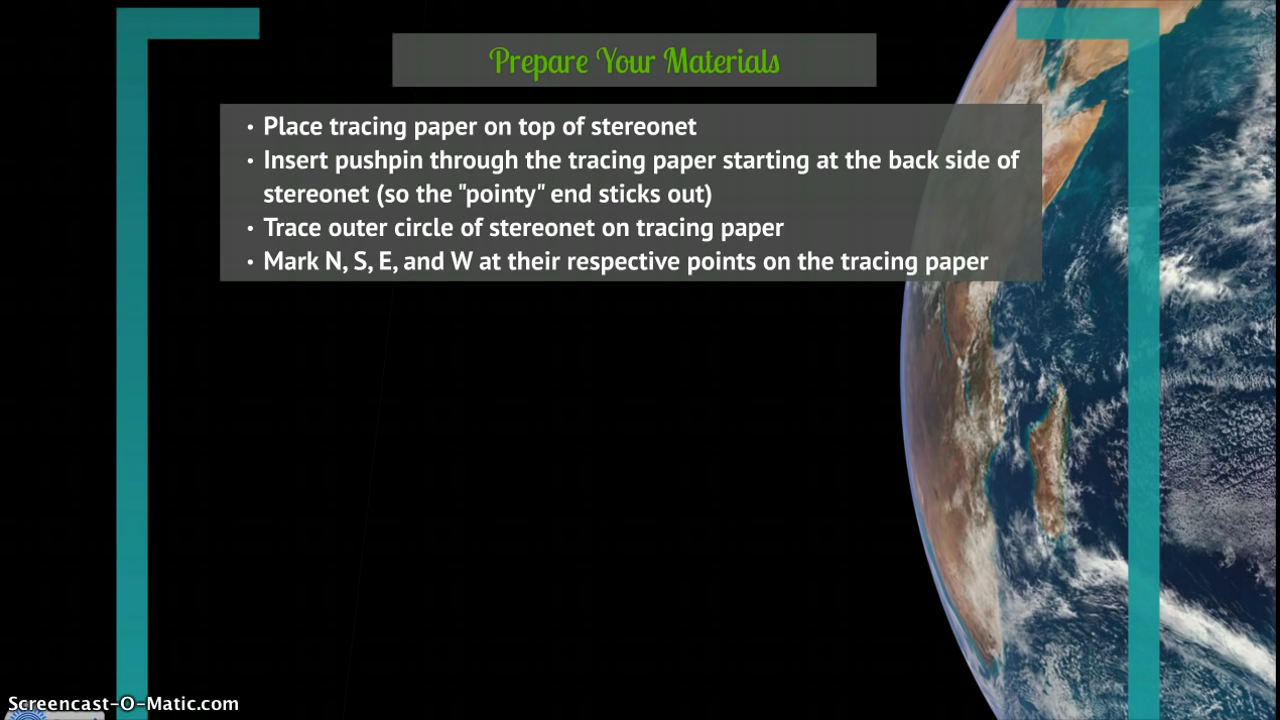 Prepare Your Materials
• Place tracing paper on top of stereonet
• Insert pushpin through the tracing paper starting at the back side of
stereonet (so the "pointy" end sticks out)
• Trace outer circle of stereonet on tracing paper
• Mark N, S, E, and W at their respective points on the tracing paper
Screencast-O-Matic.com